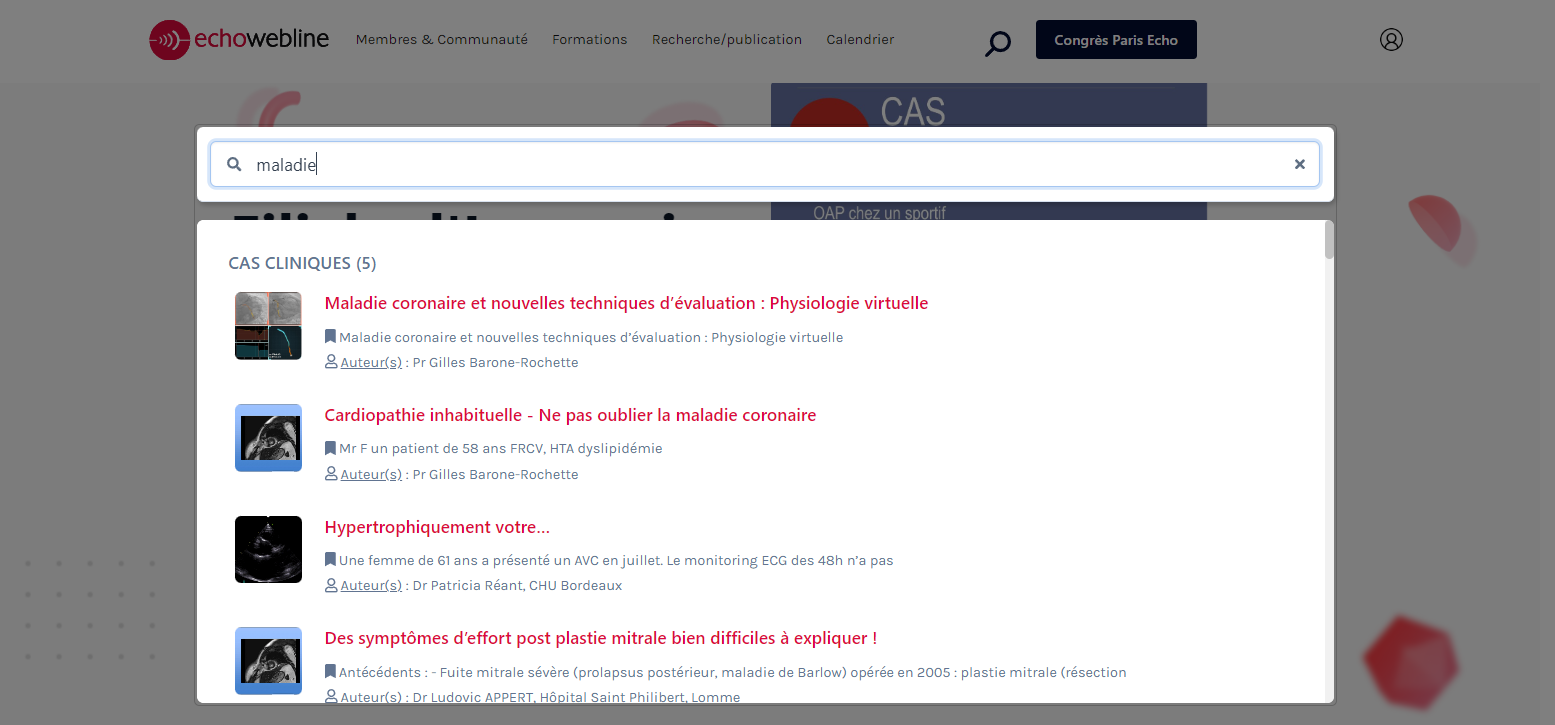 echowebline
Membres & Communauté
Formations
Recherche/publication
Calendrier
Congrès Paris Echo
CAS
maladie
OAP chez un sportif
CAS CLINIQUES (5)
Maladie coronaire et nouvelles techniques d'évaluation : Physiologie virtuelle
Maladie coronaire et nouvelles techniques d'évaluation : Physiologie virtuelle
Auteur(s) : Pr Gilles Barone-Rochette
Cardiopathie inhabituelle - Ne pas oublier la maladie coronaire
Mr F un patient de 58 ans FRCV, HTA dyslipidémie
Auteur(s) : Pr Gilles Barone-Rochette
Hypertrophiquement votre...
Une femme de 61 ans a présenté un AVC en juillet. Le monitoring ECG des 48h n'a pas
Auteur(s) : Dr Patricia Réant, CHU Bordeaux
Des symptômes d'effort post plastie mitrale bien difficiles à expliquer !
Antécédents : - Fuite mitrale sévère (prolapsus postérieur, maladie de Barlow) opérée en 2005 : plastie mitrale (résection
Auteur(s) : Dr Ludovic APPERT, Hôpital Saint Philibert, Lomme